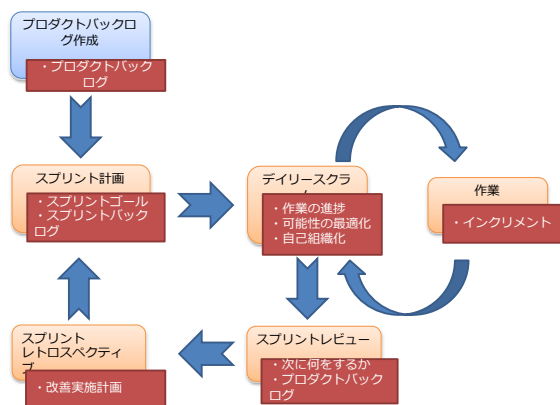 プロダクトバックロ
グ作成
・プロダクトバック
ログ
スプリント計画
・スプリントゴール
・スプリントバック
ログ
デイリースクラ
・作業の進捗
・可能性の最適化
・自己組織化
作業
・インクリメント
スプリントレビュー
・次に何をするか
・プロダクトバック
ログ
スプリント
レトロスペクティ
ブ
・改善実施計画